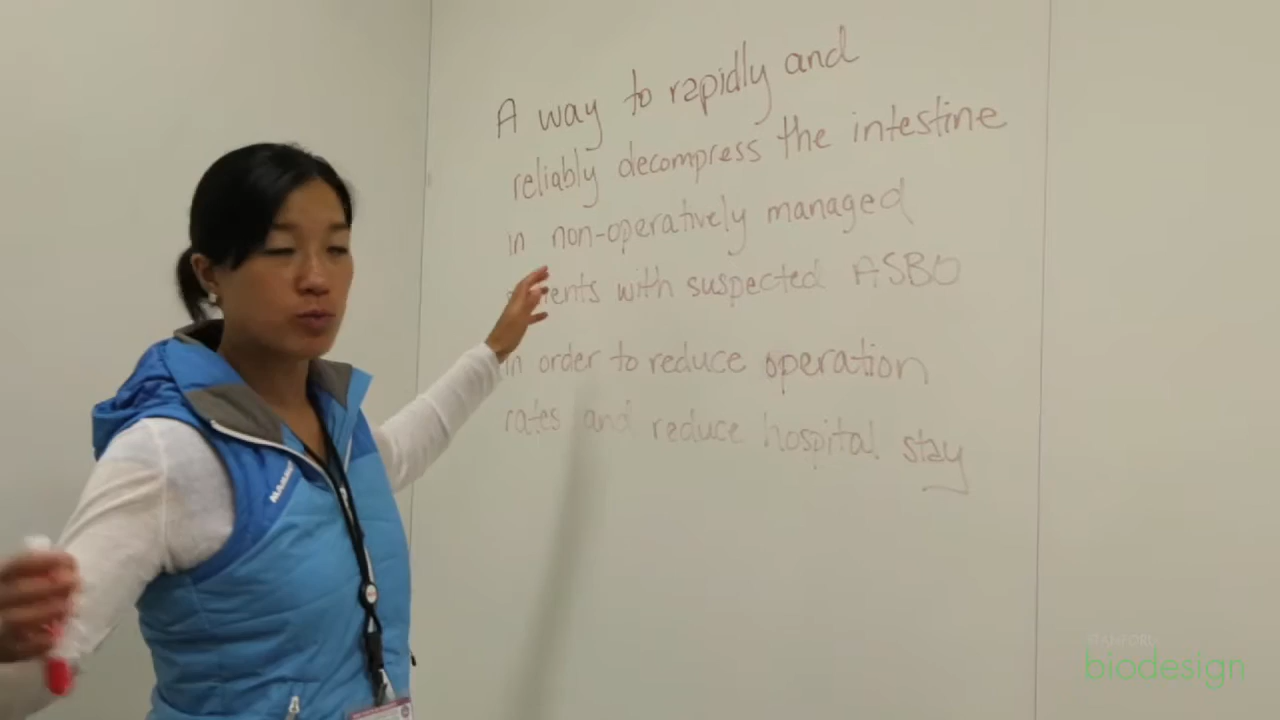 A way to rapidly and
reliably decompress the intestine
in non-operatively managed
with suspected ASBO
in order to reduce operation
rates and reduce hospital stay
MAMMUT
STANFORD
biodesign